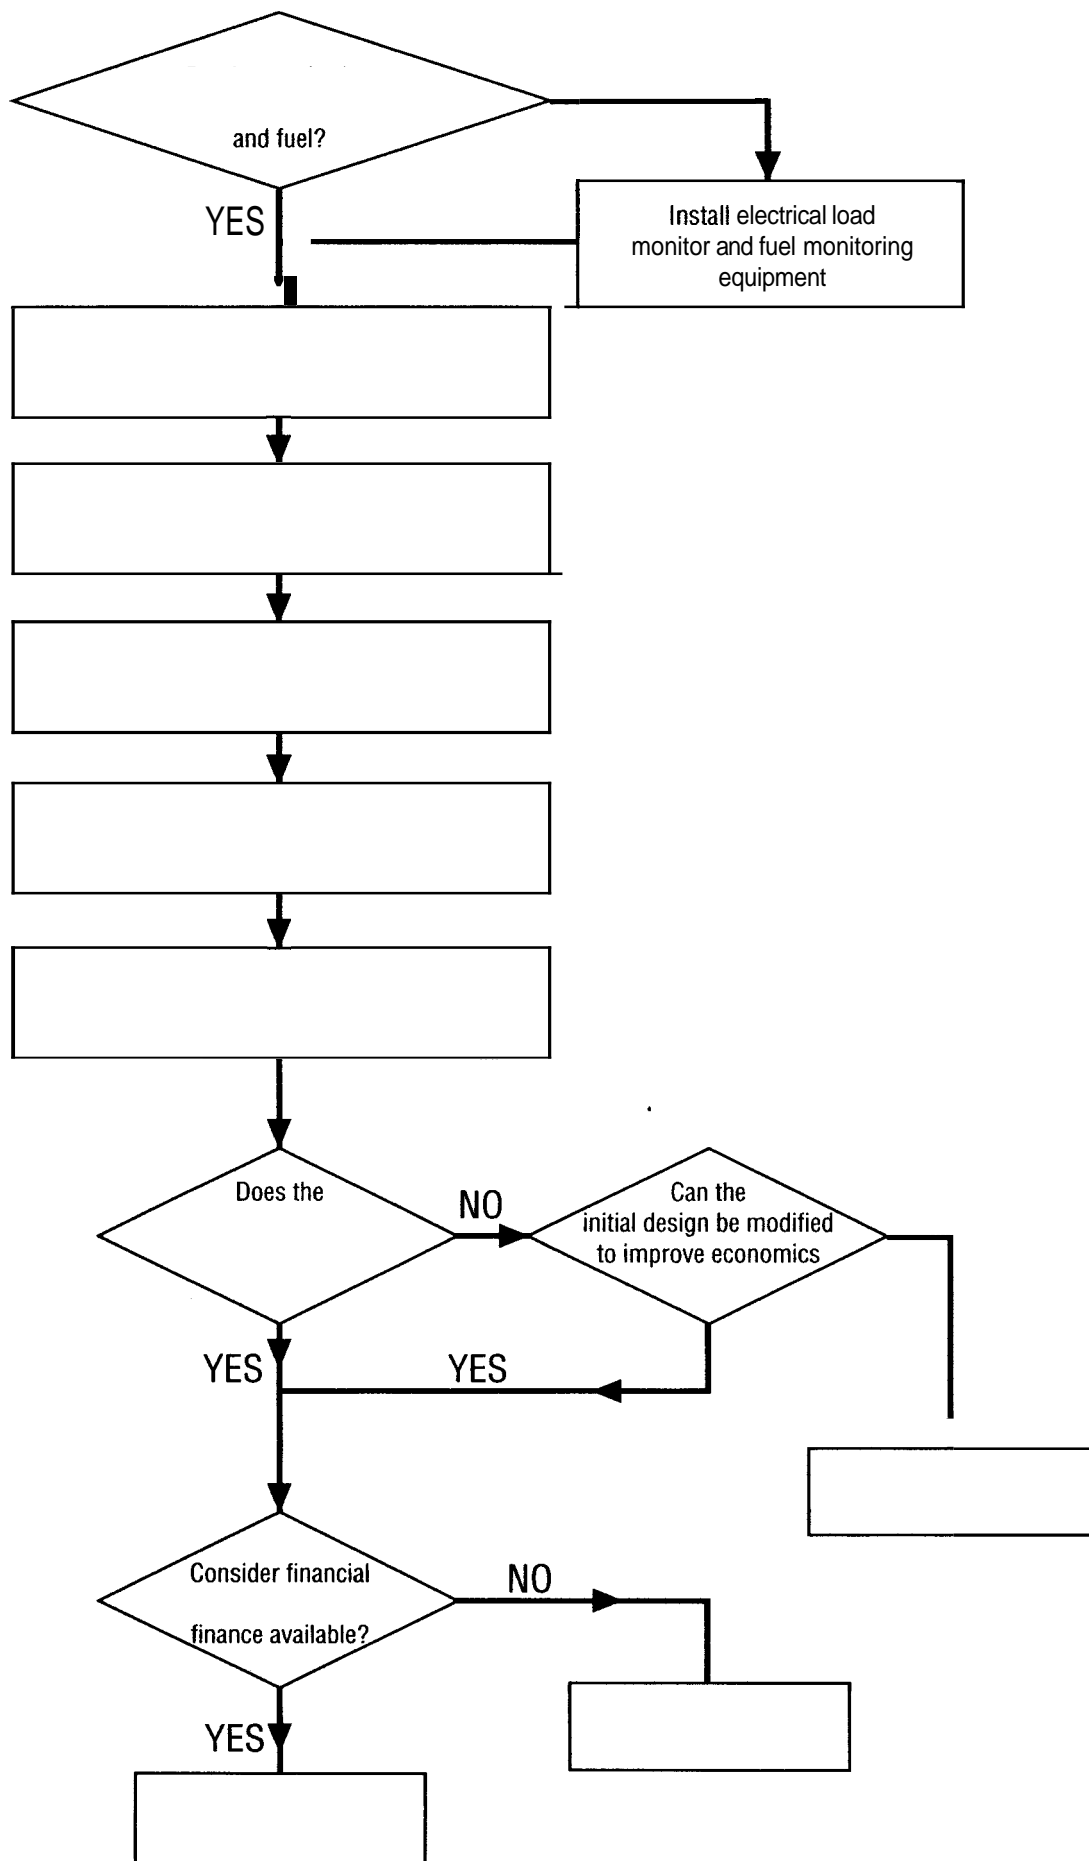 and fuel?
YES
Install electrical load
monitor and fuel monitoring
equipment
Does the
NO
Can the
initial design be modified
to improve economics
YES
YES
Consider financial
NO
finance available?
YES